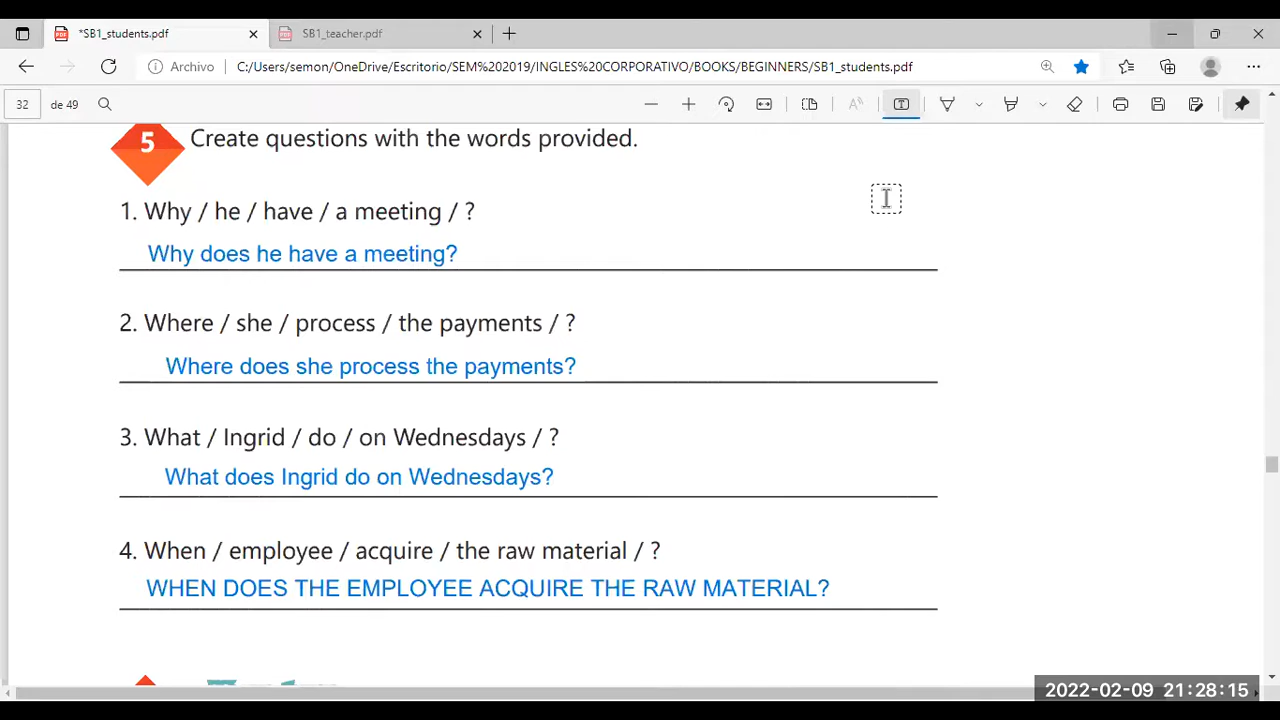 *SB1_students.pdf
SB1_teacher.pdf
Archivo
C:/Users/semon/OneDrive/Escritorio/SEM%202019/INGLES%20CORPORATIVO/BOOKS/BEGINNERS/SB1_students.pdf
32 de 49
5 Create questions with the words provided.
1. Why / he / have / a meeting / ?
Why does he have a meeting?
2. Where / she / process / the payments / ?
Where does she process the payments?
3. What / Ingrid / do / on Wednesdays / ?
What does Ingrid do on Wednesdays?
4. When / employee / acquire / the raw material / ?
WHEN DOES THE EMPLOYEE ACQUIRE THE RAW MATERIAL?
2022-02-09 21:28:15